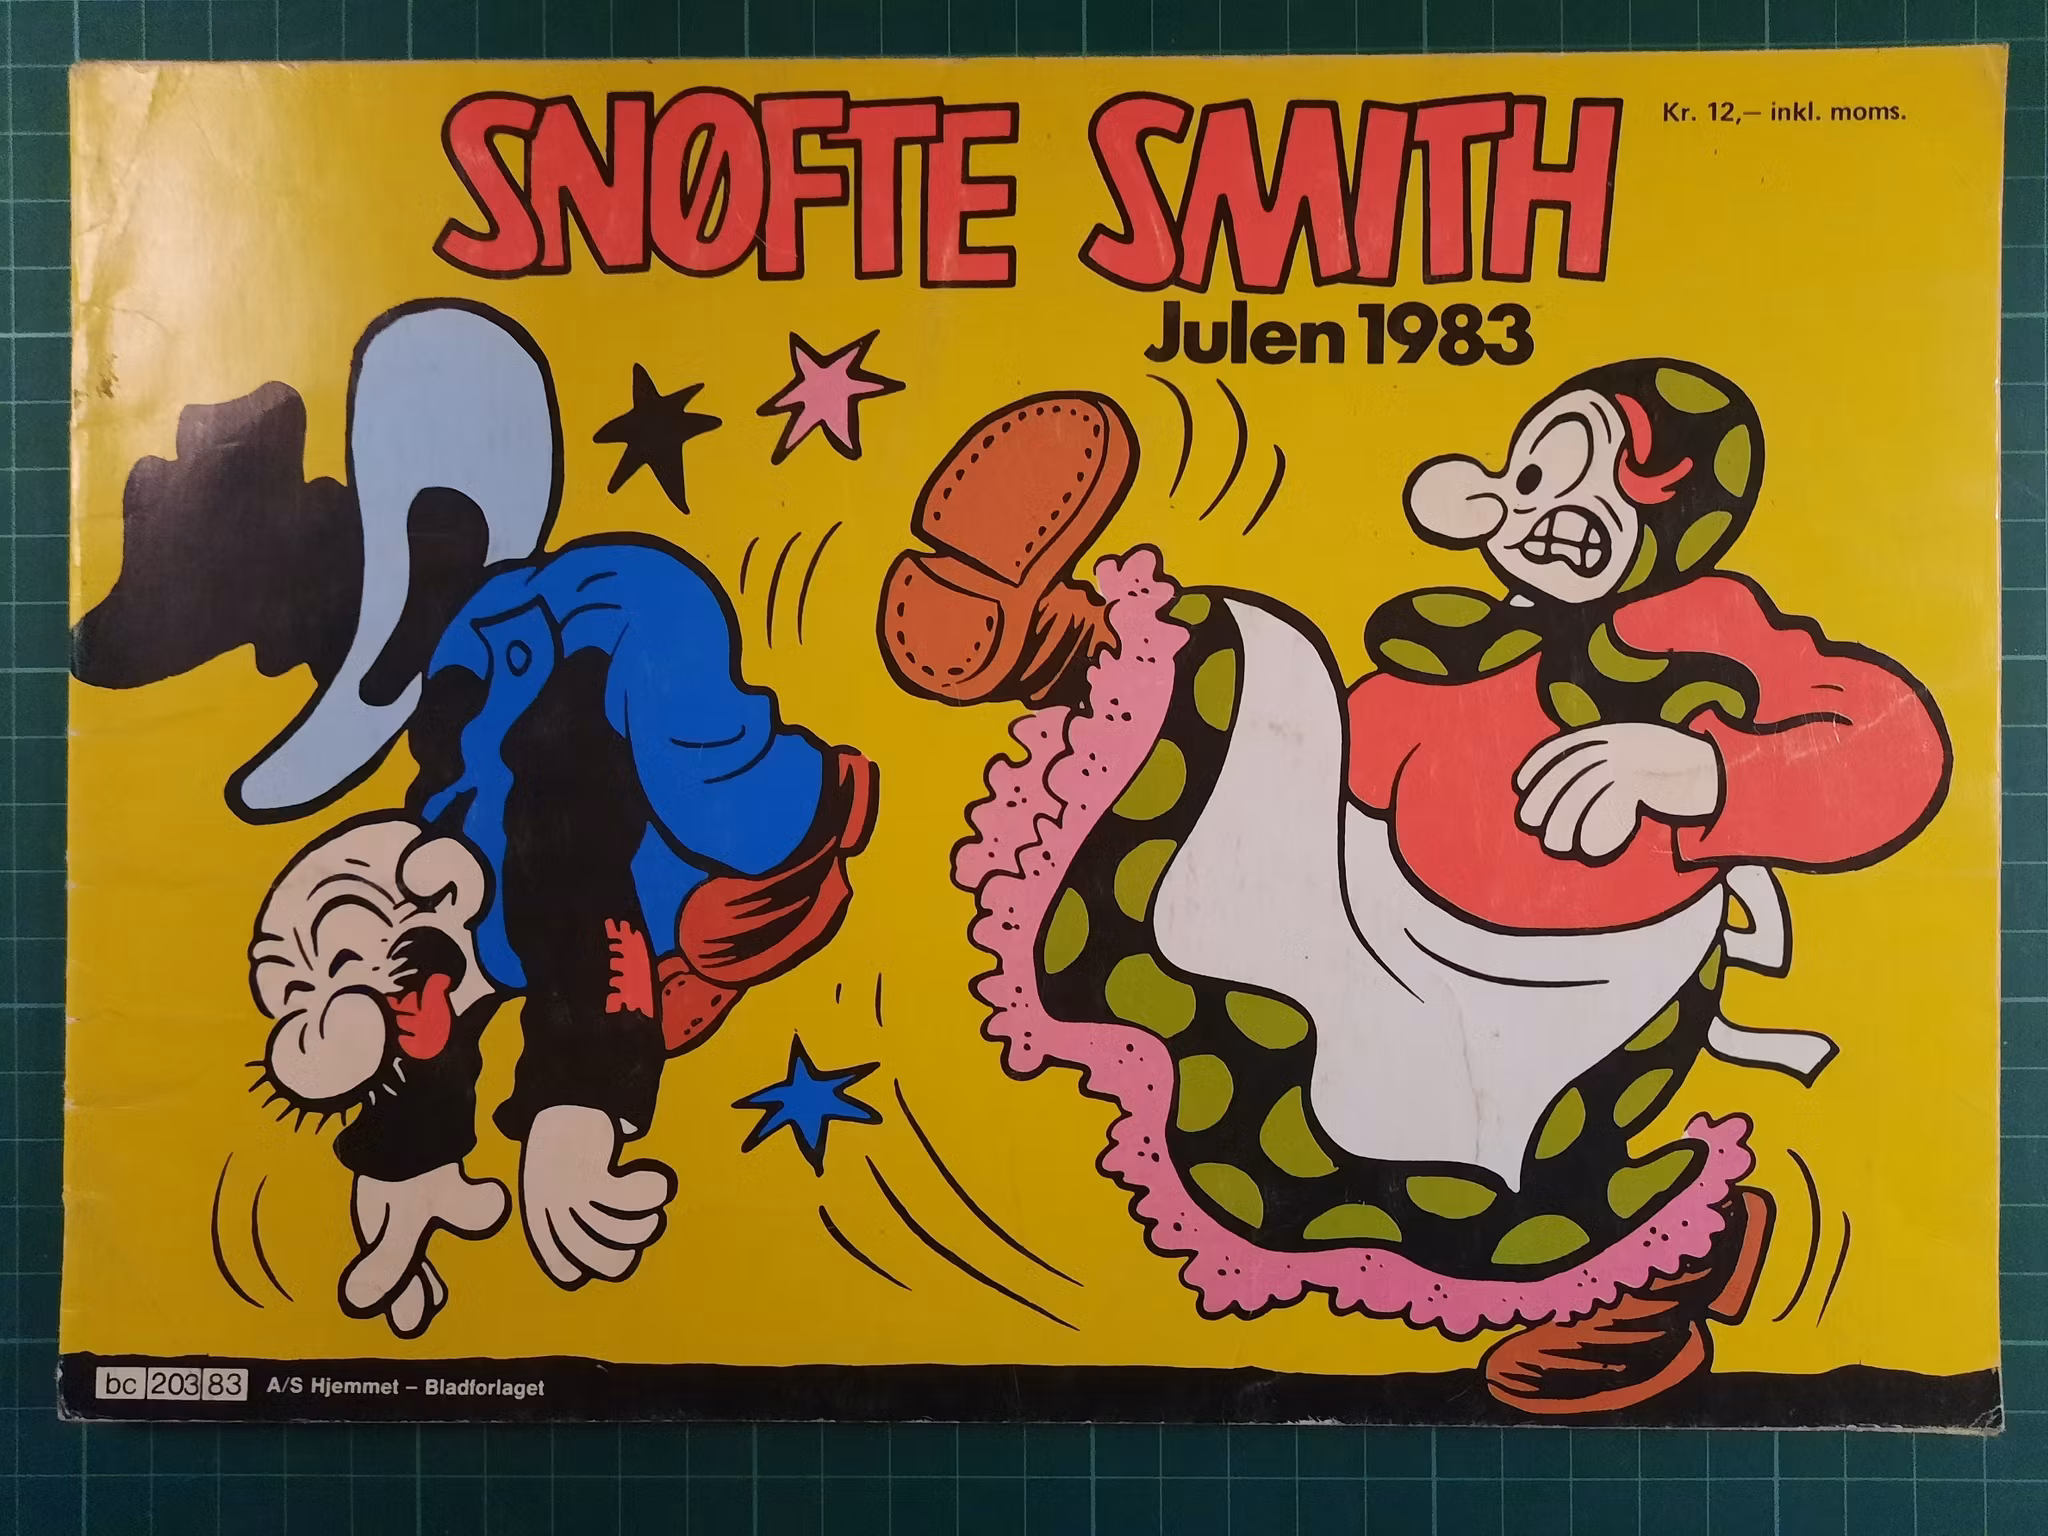 SNØFTE SMITH
Kr. 12,— inkl. moms.
Julen 1983
bc 203 83 A/S Hjemmet – Bladforlaget